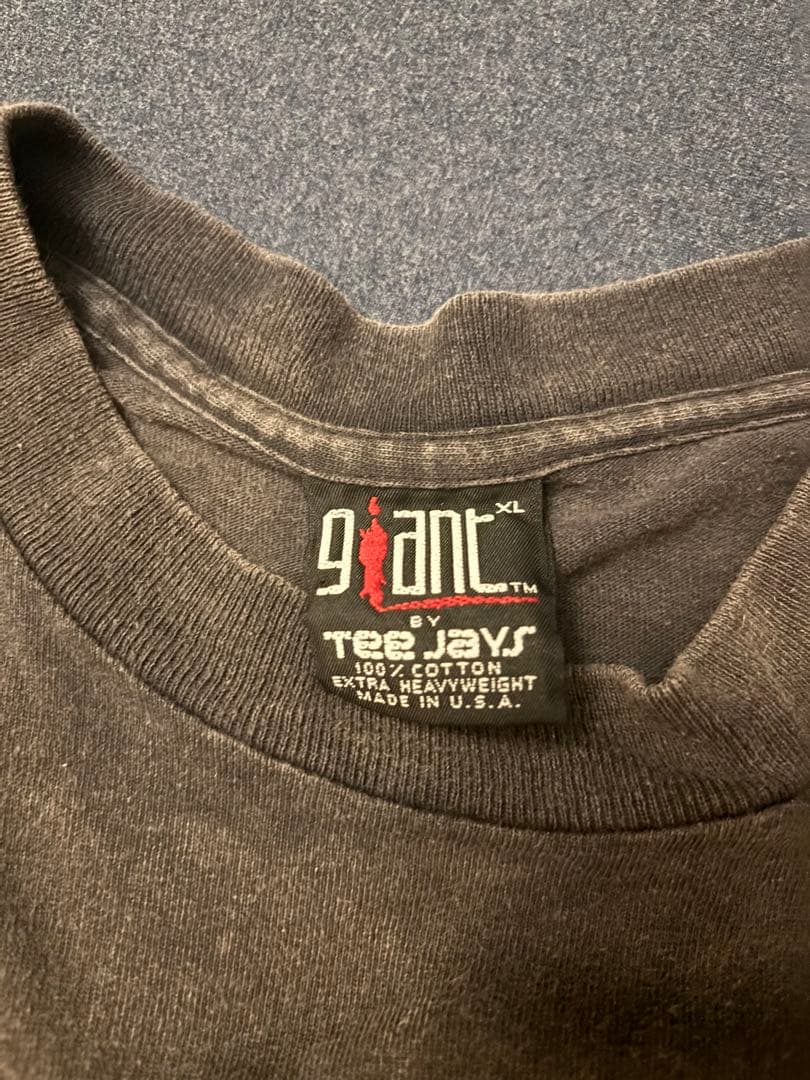 giant XL
TM
BY
Tee Jays
100% COTTON
EXTRA HEAVYWEIGHT
MADE IN U.S.A.